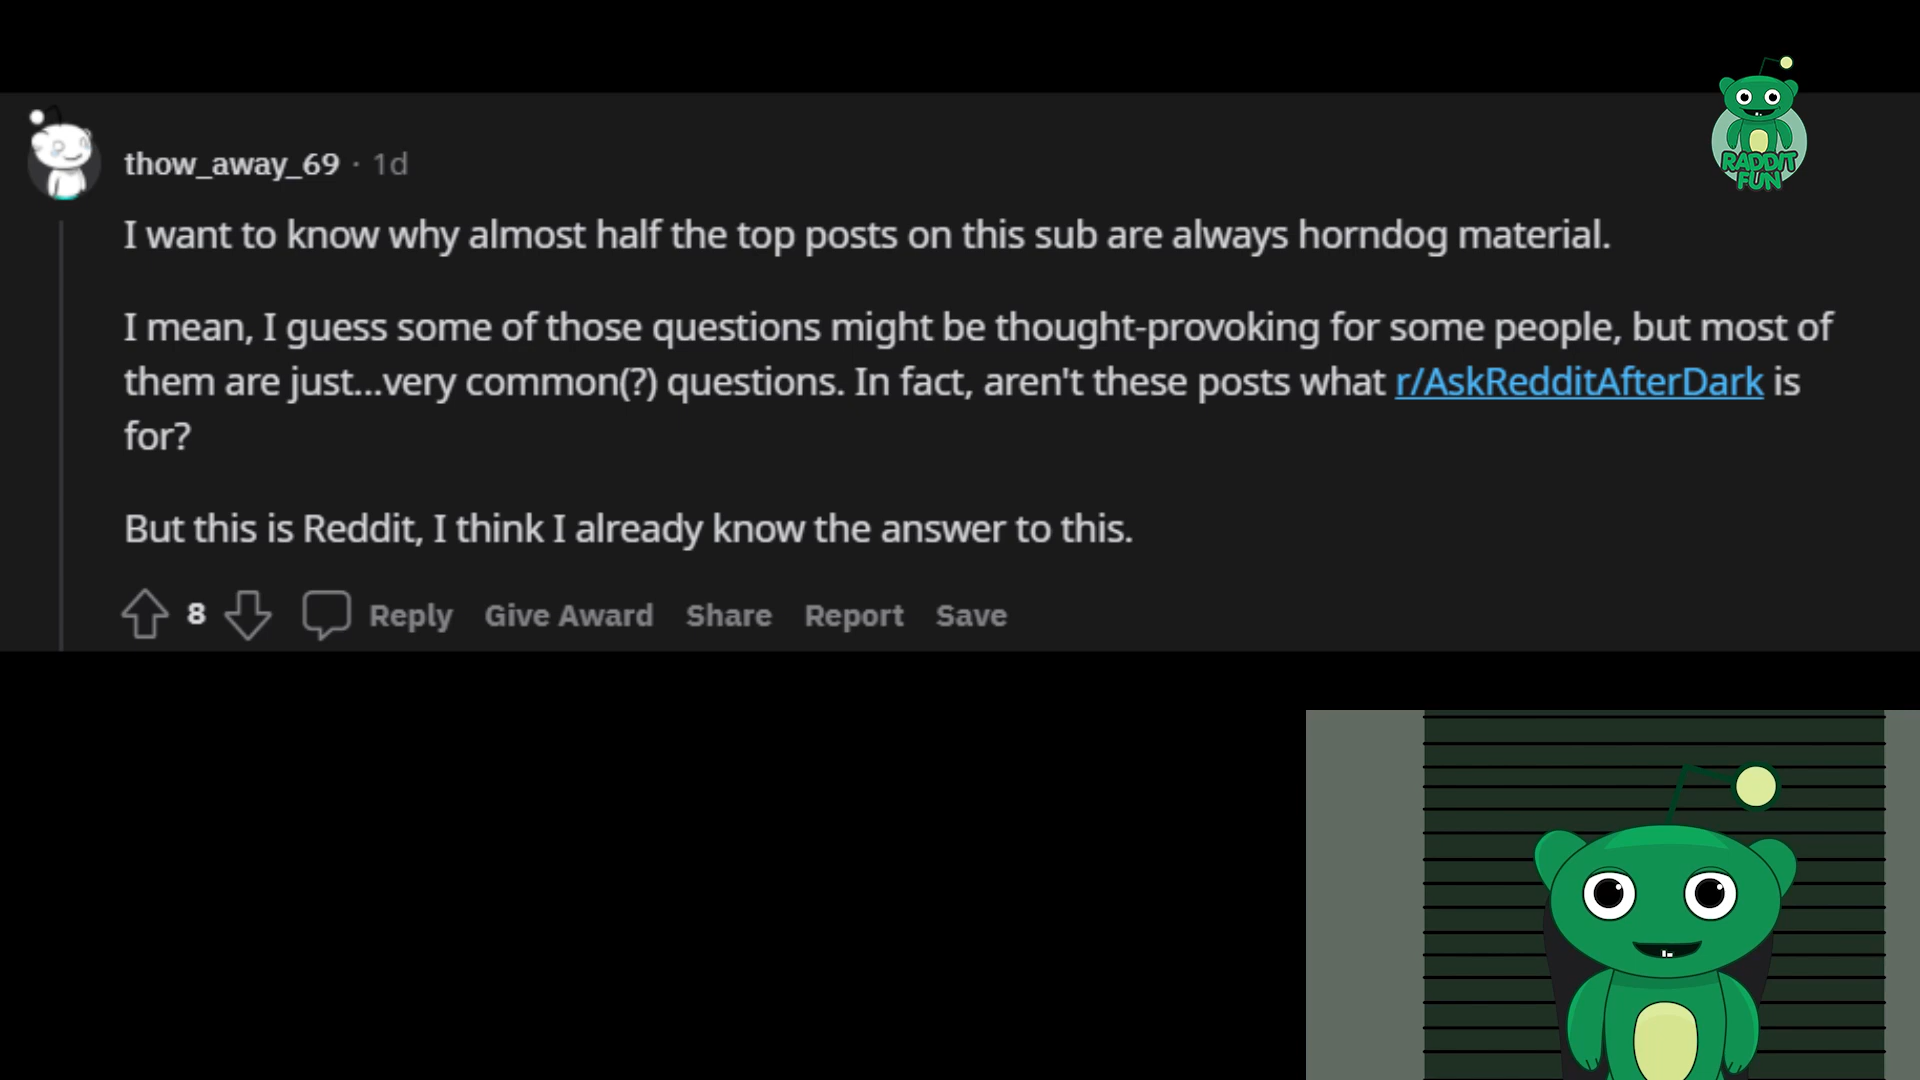 RADDIT
FUN
thow_away_69 · 1d
I want to know why almost half the top posts on this sub are always horndog material.
I mean, I guess some of those questions might be thought-provoking for some people, but most of
them are just...very common(?) questions. In fact, aren't these posts what r/AskRedditAfterDark is
for?
But this is Reddit, I think I already know the answer to this.
8 Reply Give Award Share Report Save